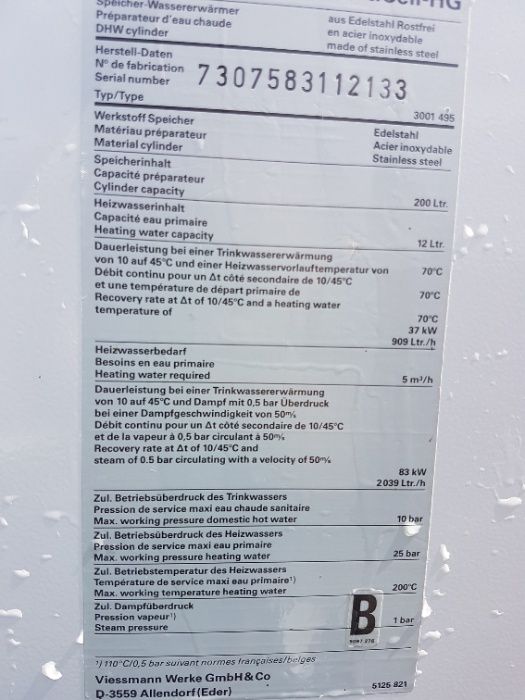 Speicher-Wassererwärmer
Préparateur d'eau chaude
DHW cylinder
aus Edelstahl Rostfrei
en acier inoxydable
made of stainless steel
Herstell-Daten
N° de fabrication
Serial number
7307583112133
Typ/Type
3001 495
Werkstoff Speicher
Matériau préparateur
Material cylinder
Edelstahl
Acier inoxydable
Stainless steel
Speicherinhalt
Capacité préparateur
Cylinder capacity
200 Ltr.
Heizwasserinhalt
Capacité eau primaire
Heating water capacity
12 Ltr.
Dauerleistung bei einer Trinkwassererwärmung
von 10 auf 45°C und einer Heizwasservorlauftemperatur von 70°C
Débit continu pour un Δt côté secondaire de 10/45°C
et une température de départ primaire de 70°C
Recovery rate at Δt of 10/45°C and a heating water
temperature of 70°C
37 kW
909 Ltr./h
Heizwasserbedarf
Besoins en eau primaire
Heating water required
5 m³/h
Dauerleistung bei einer Trinkwassererwärmung
von 10 auf 45°C und Dampf mit 0,5 bar Überdruck
bei einer Dampfgeschwindigkeit von 50m/s
Débit continu pour un Δt côté secondaire de 10/45°C
et de la vapeur à 0,5 bar circulant à 50m/s
Recovery rate at Δt of 10/45°C and
steam of 0.5 bar circulating with a velocity of 50m/s
83 kW
2039 Ltr./h
Zul. Betriebsüberdruck des Trinkwassers
Pression de service maxi eau chaude sanitaire
Max. working pressure domestic hot water
10 bar
Zul. Betriebsüberdruck des Heizwassers
Pression de service maxi eau primaire
Max. working pressure heating water
25 bar
Zul. Betriebstemperatur des Heizwassers
Température de service maxi eau primaire¹)
Max. working temperature heating water
200°C
Zul. Dampfüberdruck
Pression vapeur¹)
Steam pressure
B
1 bar
¹) 110°C/0,5 bar suivant normes françaises/belges
Viessmann Werke GmbH & Co
D-3559 Allendorf (Eder)
5125 821